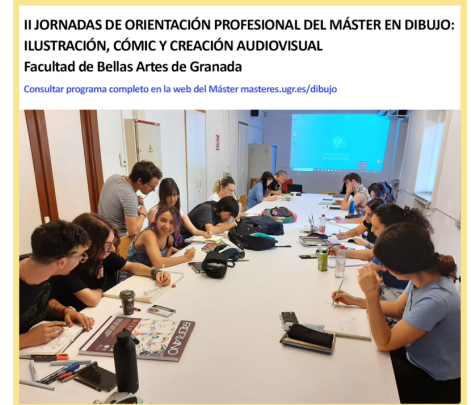 II JORNADAS DE ORIENTACIÓN PROFESIONAL DEL MÁSTER EN DIBUJO:
ILUSTRACIÓN, CÓMIC Y CREACIÓN AUDIOVISUAL
Facultad de Bellas Artes de Granada
Consultar programa completo en la web del Máster masteres.ugr.es/dibujo
FABRIANO